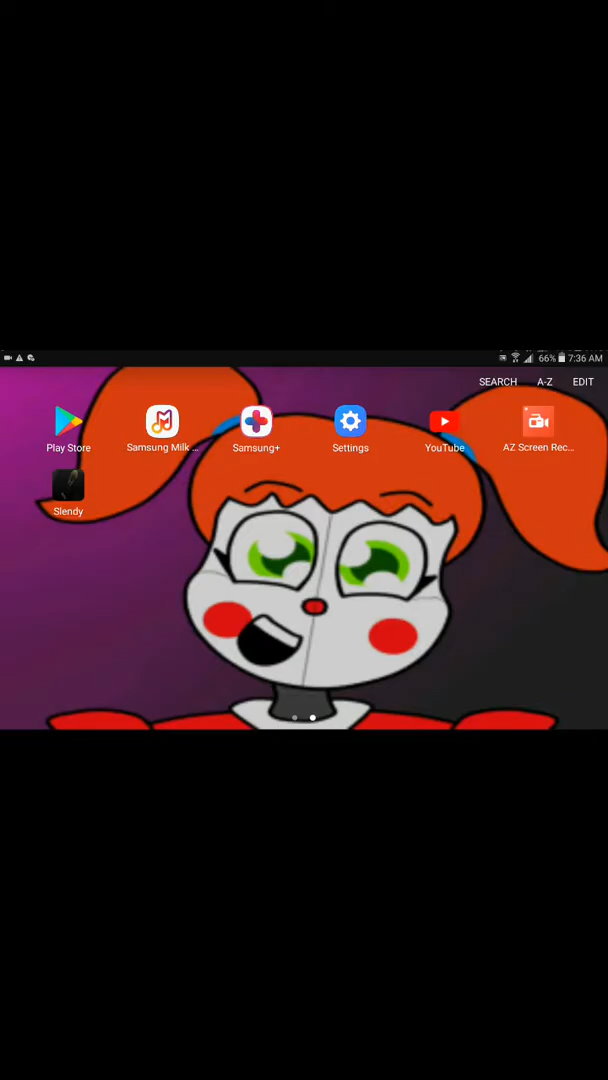 66% 7:36 AM
SEARCH A-Z EDIT
Play Store Samsung Milk ... Samsung+ Settings YouTube AZ Screen Rec...
Slendy